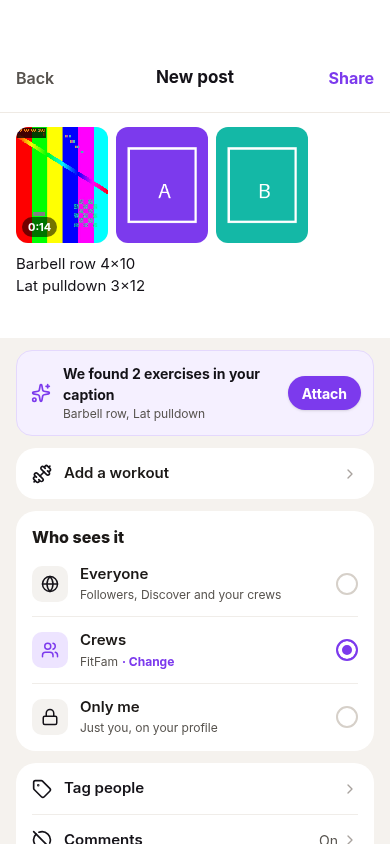 Back
New post
Share
0:14
A
B
Barbell row 4×10
Lat pulldown 3×12
We found 2 exercises in your
caption
Barbell row, Lat pulldown
Attach
Add a workout
Who sees it
Everyone
Followers, Discover and your crews
Crews
FitFam · Change
Only me
Just you, on your profile
Tag people
Comments
On